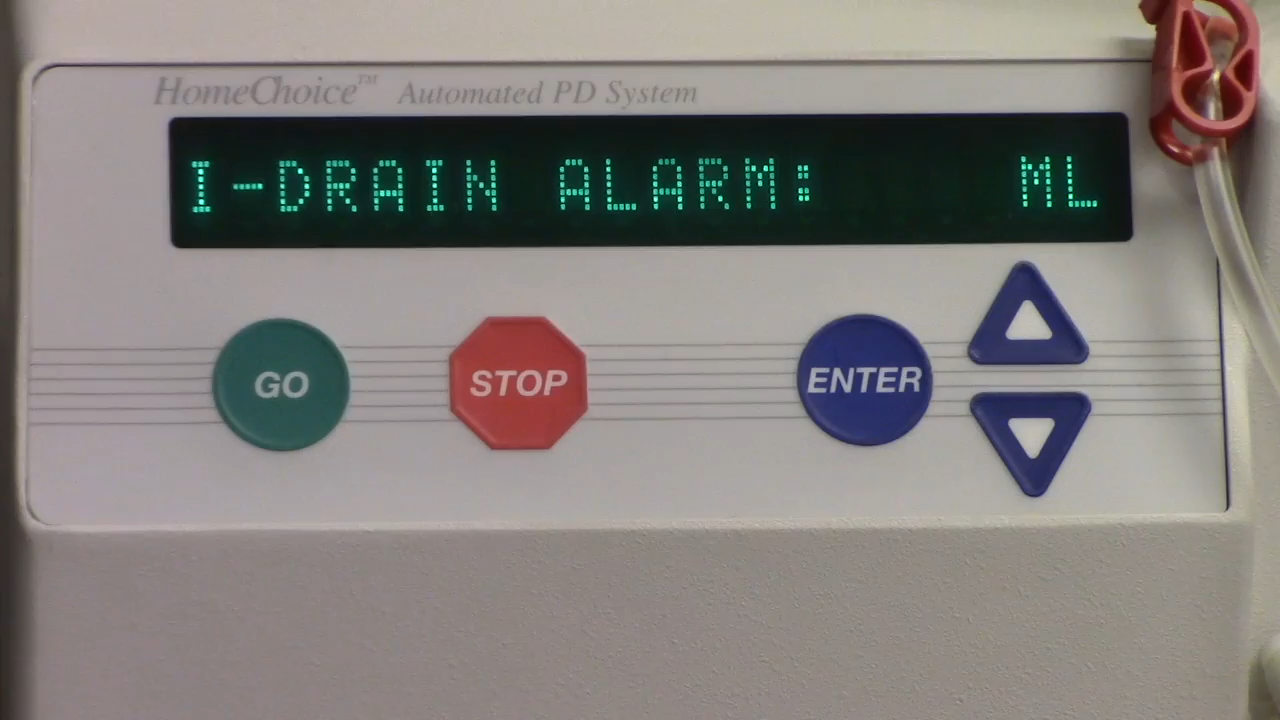 HomeChoice™ Automated PD System
I-DRAIN ALARM: ML
GO STOP ENTER